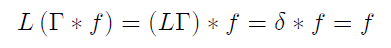 L (Γ ∗ f) = (LΓ) ∗ f = δ ∗ f = f